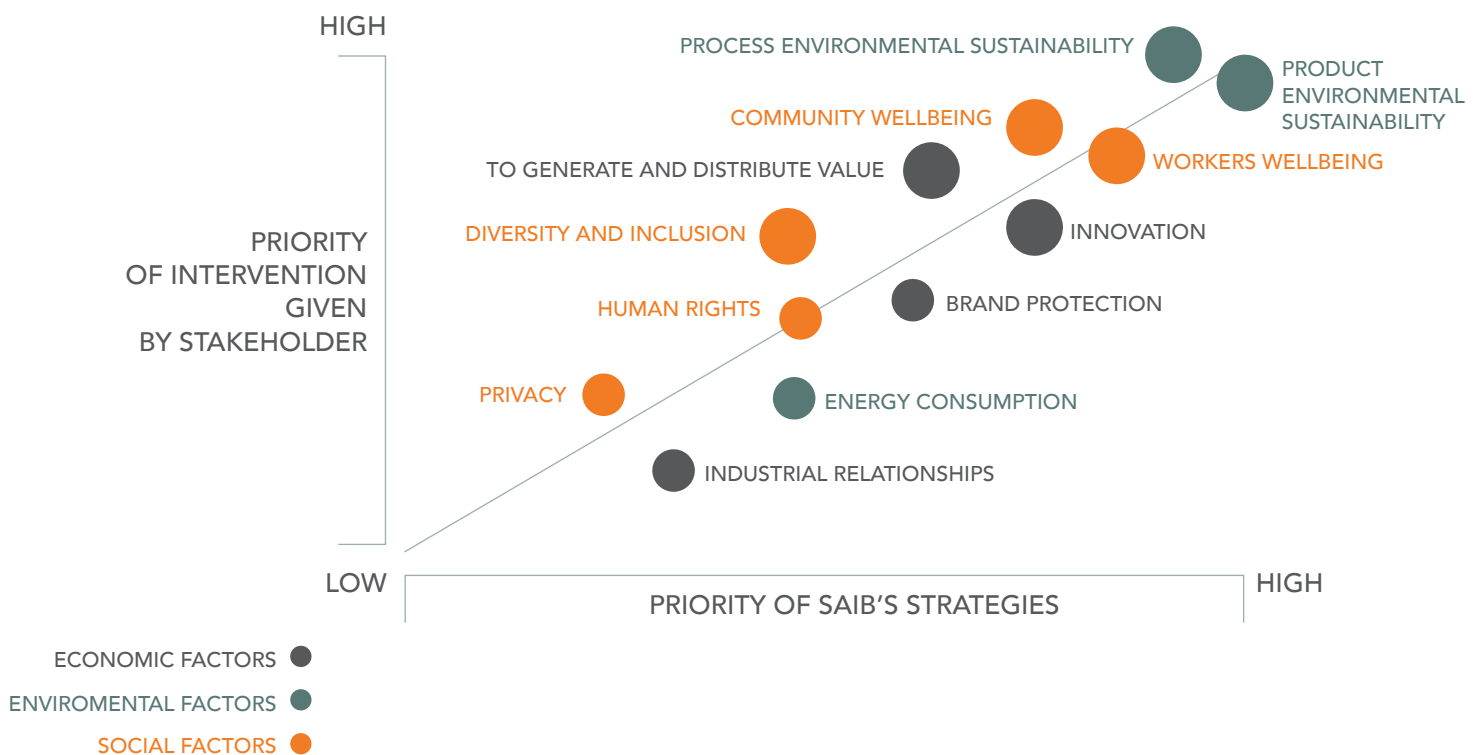 HIGH
PROCESS ENVIRONMENTAL SUSTAINABILITY
PRODUCT
ENVIRONMENTAL
SUSTAINABILITY
COMMUNITY WELLBEING
WORKERS WELLBEING
TO GENERATE AND DISTRIBUTE VALUE
DIVERSITY AND INCLUSION
INNOVATION
PRIORITY
OF INTERVENTION
GIVEN
BY STAKEHOLDER
HUMAN RIGHTS
BRAND PROTECTION
PRIVACY
ENERGY CONSUMPTION
INDUSTRIAL RELATIONSHIPS
LOW
HIGH
PRIORITY OF SAIB'S STRATEGIES
ECONOMIC FACTORS
ENVIROMENTAL FACTORS
SOCIAL FACTORS